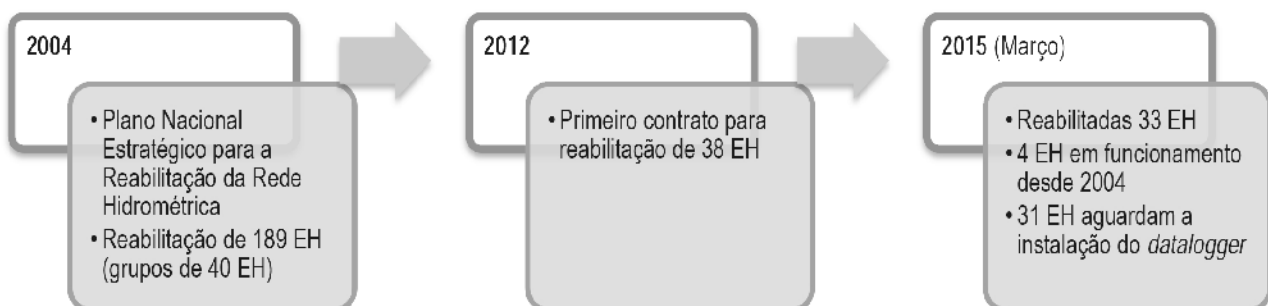 2004
• Plano Nacional
Estratégico para a
Reabilitação da Rede
Hidrométrica
• Reabilitação de 189 EH
(grupos de 40 EH)
2012
• Primeiro contrato para
reabilitação de 38 EH
2015 (Março)
• Reabilitadas 33 EH
• 4 EH em funcionamento
desde 2004
• 31 EH aguardam a
instalação do datalogger